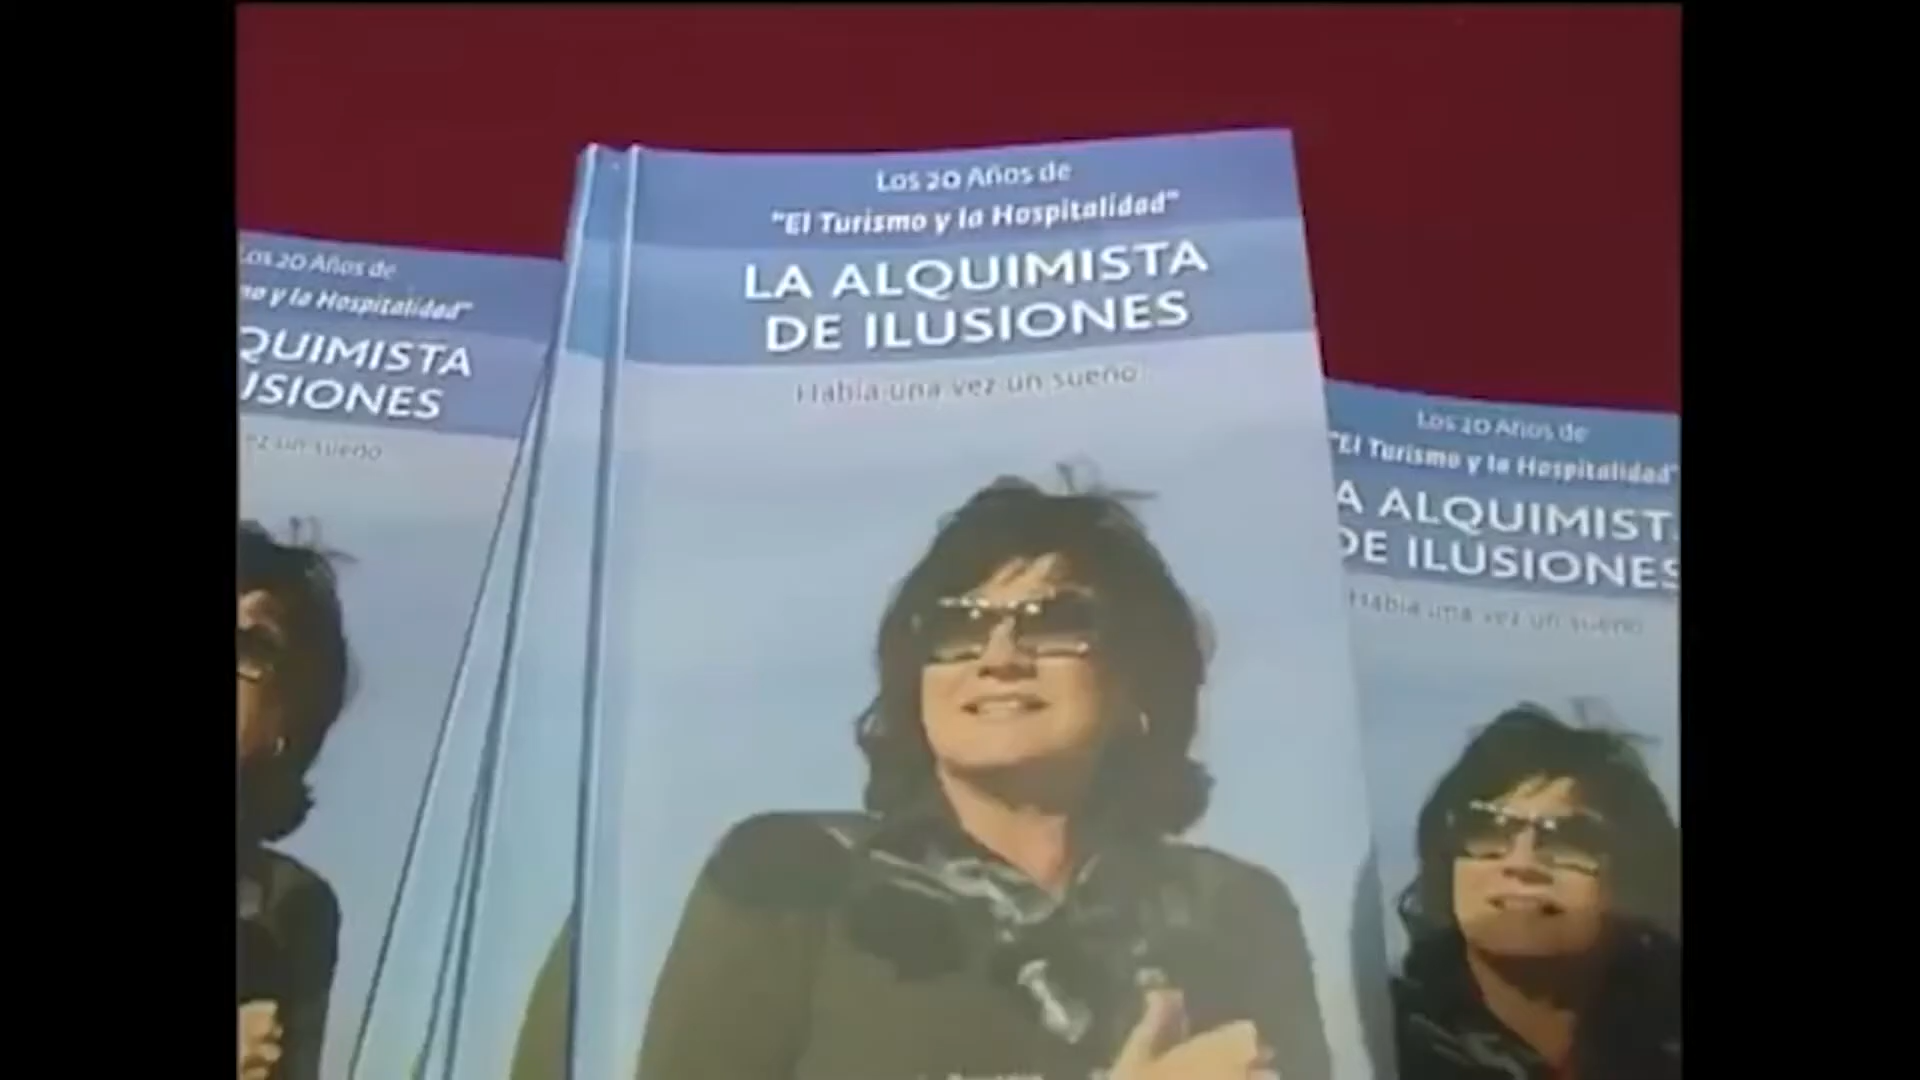 Los 20 Años de
"El Turismo y la Hospitalidad"
LA ALQUIMISTA
DE ILUSIONES
Había una vez un sueño
Los 20 Años de
mo y la Hospitalidad"
QUIMISTA
USIONES
ez un sueño
Los 20 Años de
"El Turismo y la Hospitalidad"
A ALQUIMIST
DE ILUSIONES
Había una vez un sueño